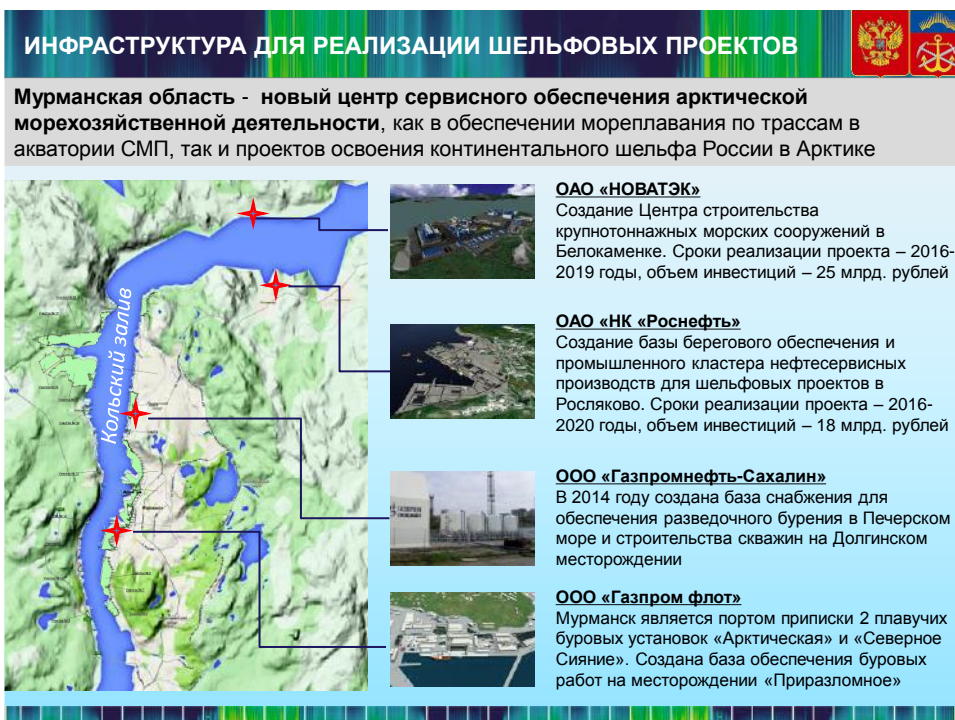 ИНФРАСТРУКТУРА ДЛЯ РЕАЛИЗАЦИИ ШЕЛЬФОВЫХ ПРОЕКТОВ
Мурманская область - новый центр сервисного обеспечения арктической
морехозяйственной деятельности, как в обеспечении мореплавания по трассам в
акватории СМП, так и проектов освоения континентального шельфа России в Арктике
Кольский залив
ОАО «НОВАТЭК»
Создание Центра строительства
крупнотоннажных морских сооружений в
Белокаменке. Сроки реализации проекта – 2016-
2019 годы, объем инвестиций – 25 млрд. рублей
ОАО «НК «Роснефть»
Создание базы берегового обеспечения и
промышленного кластера нефтесервисных
производств для шельфовых проектов в
Росляково. Сроки реализации проекта – 2016-
2020 годы, объем инвестиций – 18 млрд. рублей
ООО «Газпромнефть-Сахалин»
В 2014 году создана база снабжения для
обеспечения разведочного бурения в Печерском
море и строительства скважин на Долгинском
месторождении
ООО «Газпром флот»
Мурманск является портом приписки 2 плавучих
буровых установок «Арктическая» и «Северное
Сияние». Создана база обеспечения буровых
работ на месторождении «Приразломное»